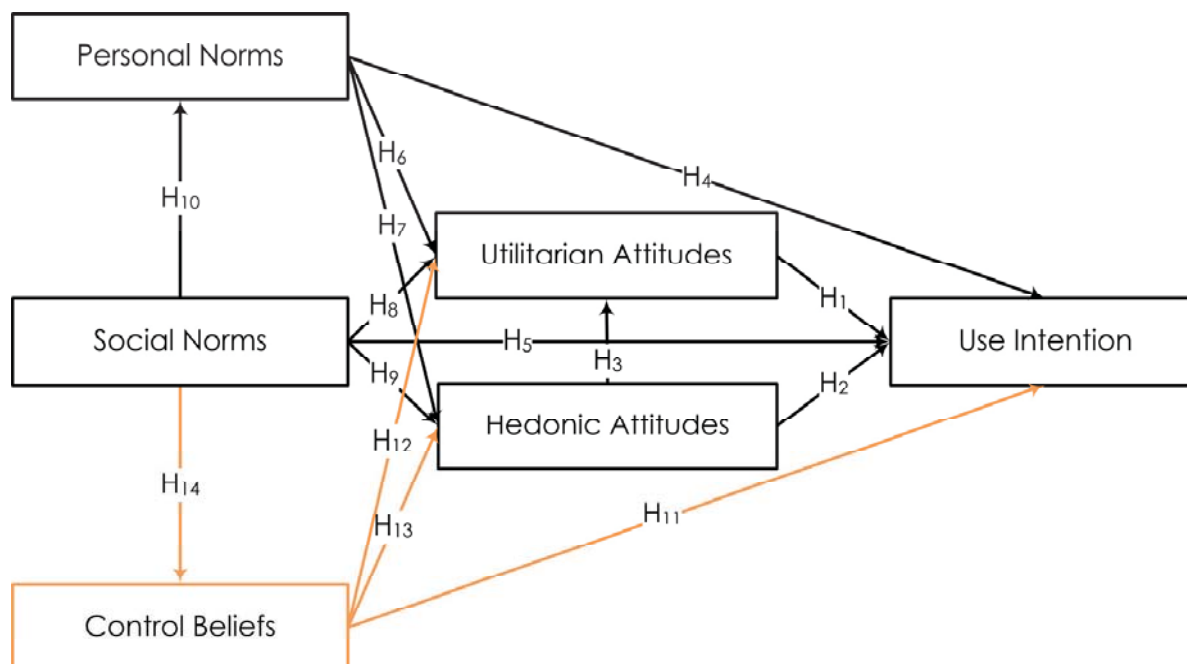 Personal Norms
H6
H4
H10
H7
Utilitarian Attitudes
H8
H1
Social Norms
H5
Use Intention
H3
H9
H2
Hedonic Attitudes
H12
H14
H13
H11
Control Beliefs